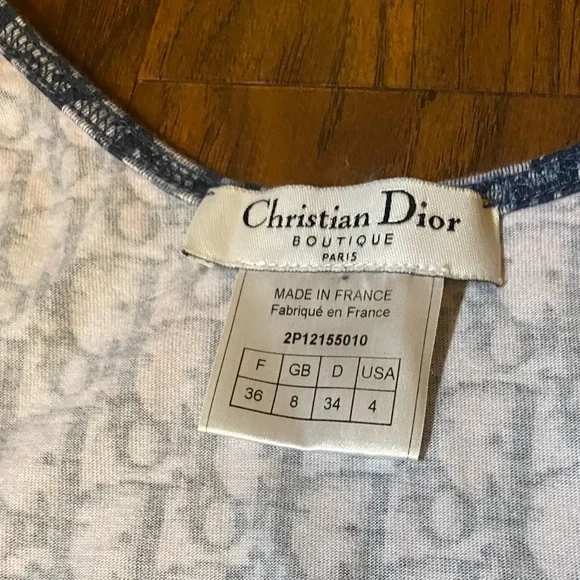 Christian Dior
BOUTIQUE
PARIS
MADE IN FRANCE
Fabriqué en France
2P12155010
F GB D USA
36 8 34 4